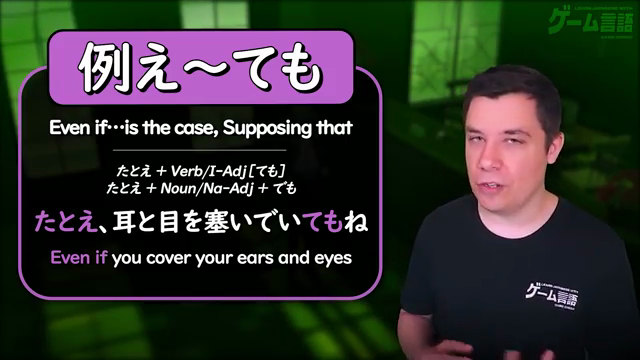 例え～ても
Even if…is the case, Supposing that
たとえ + Verb/I-Adj[ても]
たとえ + Noun/Na-Adj + でも
たとえ、耳と目を塞いでいてもね
Even if you cover your ears and eyes
ゲーム言語
ゲーム言語